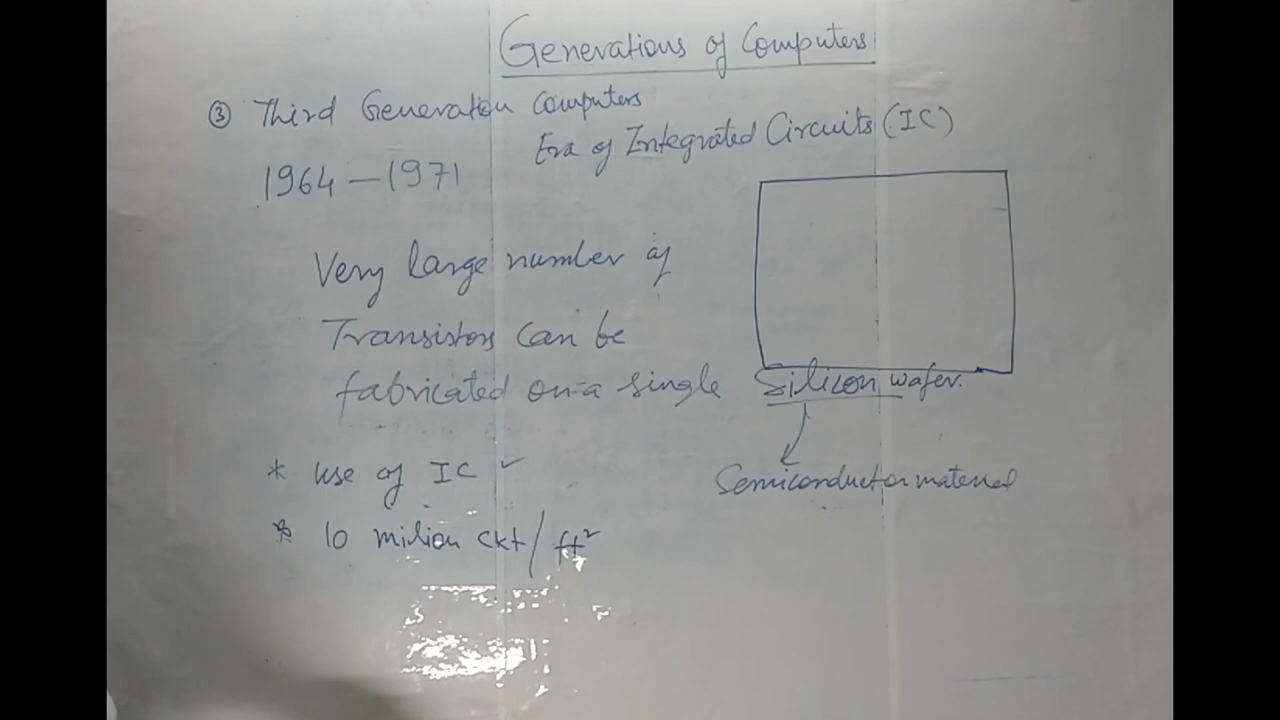 Generations of Computers
③ Third Generation Computers
Era of Integrated Circuits (IC)
1964 – 1971
Very large number of
Transistors can be
fabricated on a single Silicon wafer.
Semiconductor material
* use of IC ✓
* 10 milion ckt / ft²